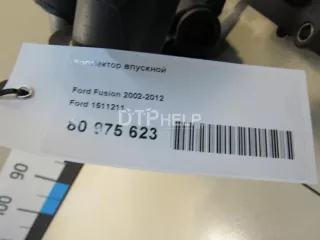 Коллектор впускной
Ford Fusion 2002-2012
Ford 1511211
DTPHELP
80 975 623
90
100